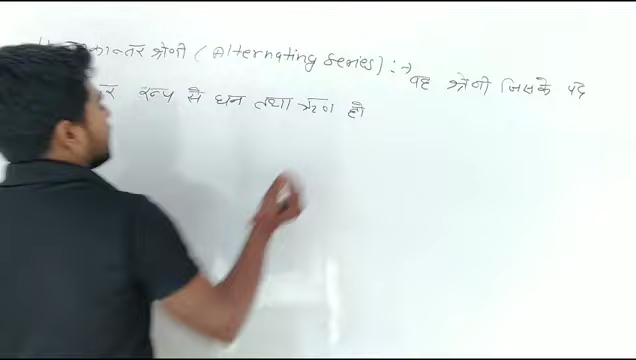 श्रेणी (Alternating Series) :→ वह श्रेणी जिसके पद
रूप से धन तथा ऋण हो